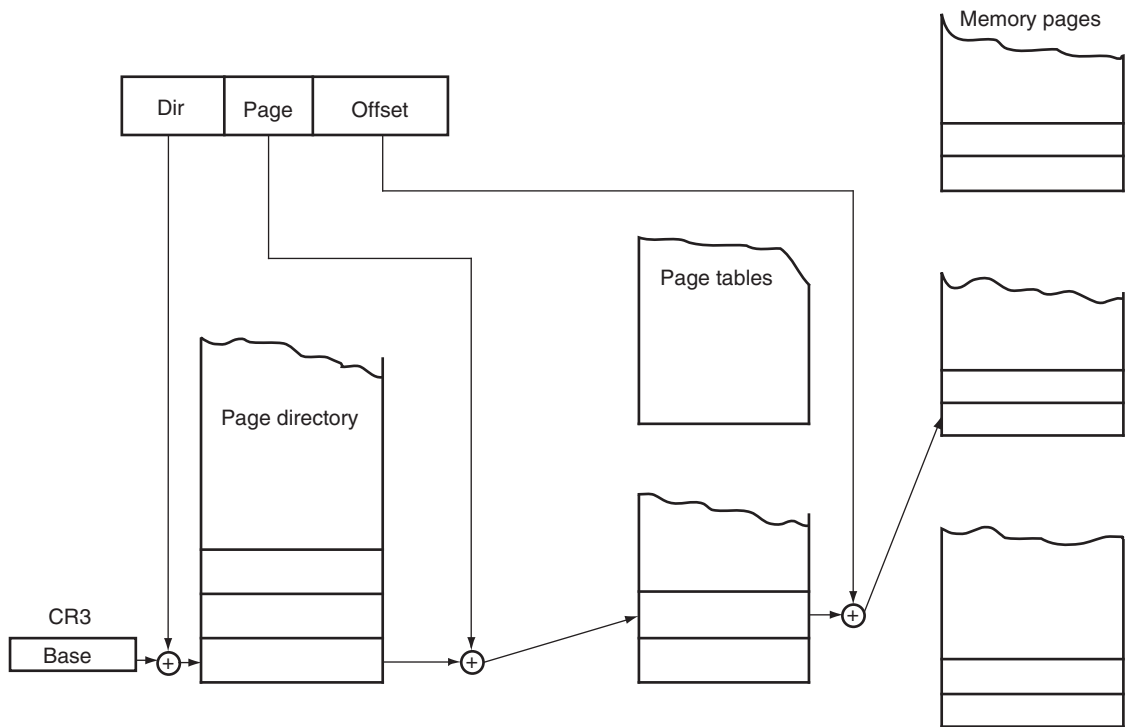 Memory pages
Dir
Page
Offset
Page tables
Page directory
CR3
Base